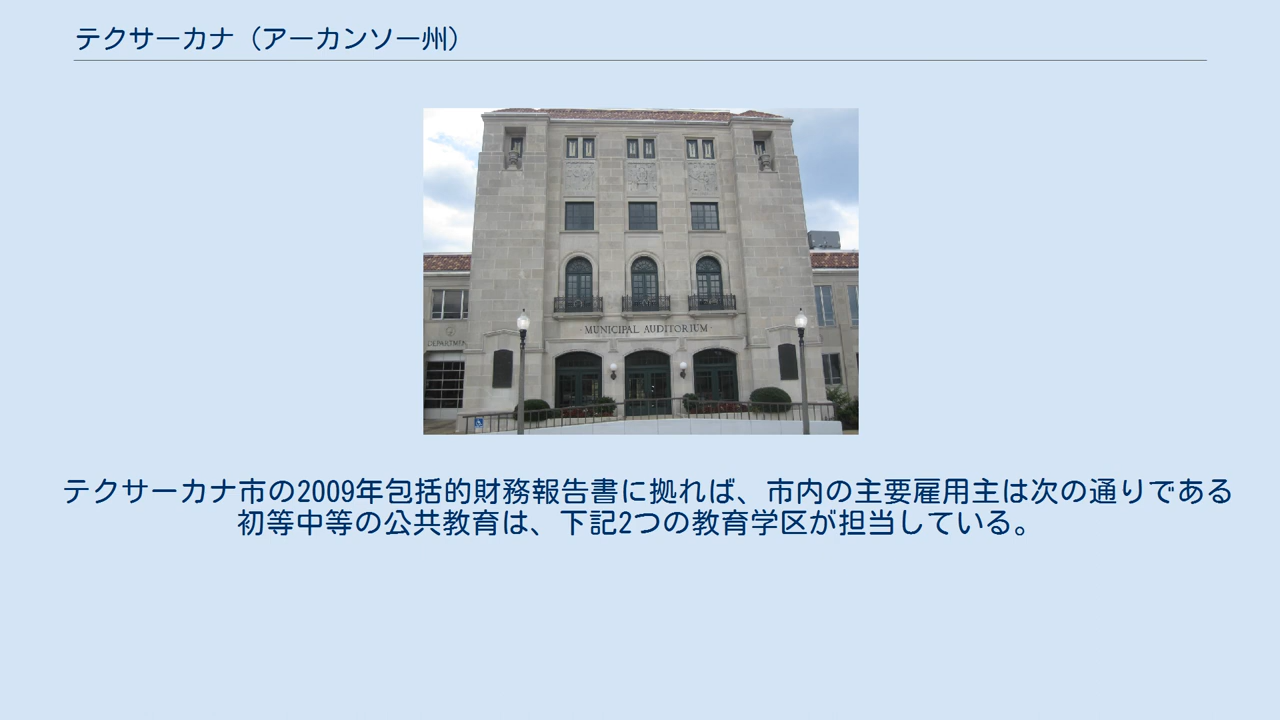 テクサーカナ（アーカンソー州）
MUNICIPAL AUDITORIUM
DEPARTMEN
テクサーカナ市の2009年包括的財務報告書に拠れば、市内の主要雇用主は次の通りである
初等中等の公共教育は、下記2つの教育学区が担当している。